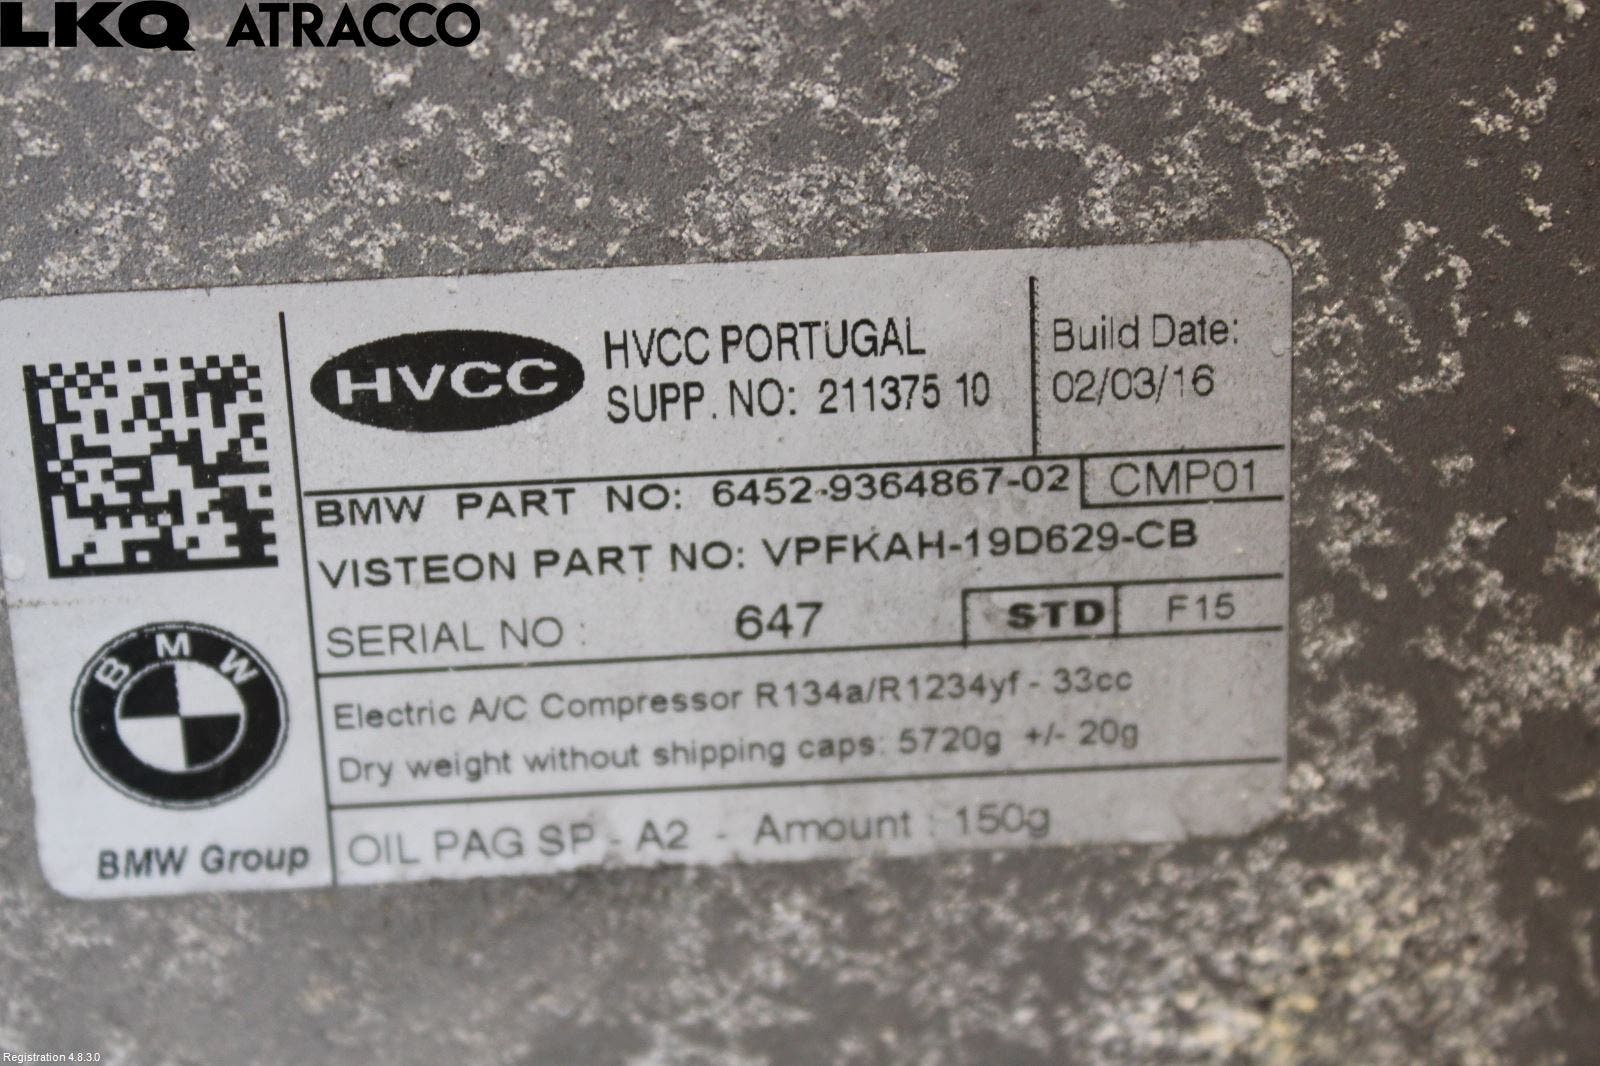 LKQ ATRACCO
HVCC
HVCC PORTUGAL
SUPP. NO: 211375 10
Build Date:
02/03/16
BMW PART NO: 6452-9364867-02 CMP01
VISTEON PART NO: VPFKAH-19D629-CB
SERIAL NO : 647 STD F15
Electric A/C Compressor R134a/R1234yf - 33cc
Dry weight without shipping caps: 5720g +/- 20g
OIL PAG SP - A2 - Amount : 150g
BMW
BMW Group
Registration 4.8.3.0